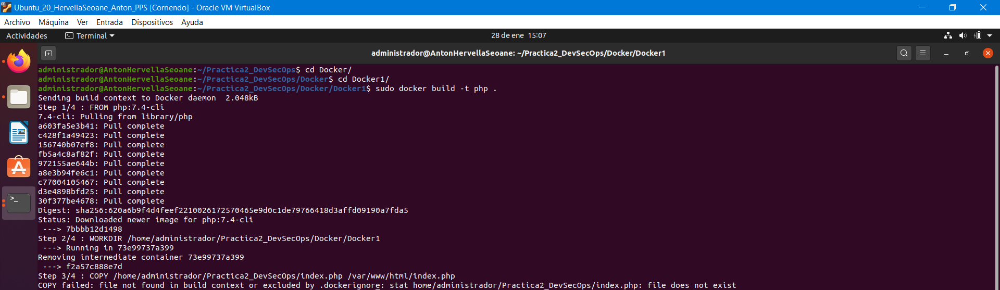 Ubuntu_20_HervellaSeoane_Anton_PPS [Corriendo] - Oracle VM VirtualBox
Archivo Máquina Ver Entrada Dispositivos Ayuda
Actividades Terminal 28 de ene 15:07
administrador@AntonHervellaSeoane: ~/Practica2_DevSecOps/Docker/Docker1
administrador@AntonHervellaSeoane:~/Practica2_DevSecOps$ cd Docker/
administrador@AntonHervellaSeoane:~/Practica2_DevSecOps/Docker$ cd Docker1/
administrador@AntonHervellaSeoane:~/Practica2_DevSecOps/Docker/Docker1$ sudo docker build -t php .
Sending build context to Docker daemon  2.048kB
Step 1/4 : FROM php:7.4-cli
7.4-cli: Pulling from library/php
a603fa5e3b41: Pull complete
c428f1a49423: Pull complete
156740b07ef8: Pull complete
fb5a4c8af82f: Pull complete
972155ae644b: Pull complete
a8e3b94fe6c1: Pull complete
c77004105467: Pull complete
d3e4898bfd25: Pull complete
30f377be4678: Pull complete
Digest: sha256:620a6b9f4d4feef2210026172570465e9d0c1de79766418d3affd09190a7fda5
Status: Downloaded newer image for php:7.4-cli
 ---> 7bbbb12d1498
Step 2/4 : WORKDIR /home/administrador/Practica2_DevSecOps/Docker/Docker1
 ---> Running in 73e99737a399
Removing intermediate container 73e99737a399
 ---> f2a57c888e7d
Step 3/4 : COPY /home/administrador/Practica2_DevSecOps/index.php /var/www/html/index.php
COPY failed: file not found in build context or excluded by .dockerignore: stat home/administrador/Practica2_DevSecOps/index.php: file does not exist